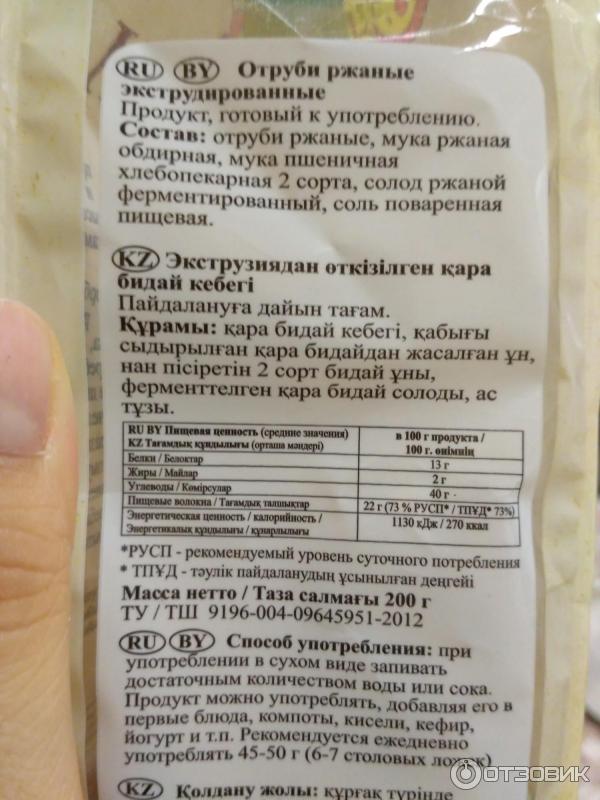 RU BY Отруби ржаные
экструдированные
Продукт, готовый к употреблению.
Состав: отруби ржаные, мука ржаная
обдирная, мука пшеничная
хлебопекарная 2 сорта, солод ржаной
ферментированный, соль поваренная
пищевая.
KZ Экструзиядан өткізілген қара
бидай кебегі
Пайдалануға дайын тағам.
Құрамы: қара бидай кебегі, қабығы
сыдырылған қара бидайдан жасалған ұн,
нан пісіретін 2 сорт бидай ұны,
ферменттелген қара бидай солоды, ас
тұзы.
RU BY Пищевая ценность (средние значения)
KZ Тағамдық құндылығы (орташа мәндері)
в 100 г продукта /
100 г. өнімнің
Белки / Белоктар 13 г
Жиры / Майлар 2 г
Углеводы / Көмірсулар 40 г
Пищевые волокна / Тағамдық талшықтар 22 г (73 % РУСП* / ТПҰД* 73%)
Энергетическая ценность / калорийность /
Энергетикалық құндылығы / құнарлылығы
1130 кДж / 270 ккал
*РУСП - рекомендуемый уровень суточного потребления
* ТПҰД - тәулік пайдаланудың ұсынылған деңгейі
Масса нетто / Таза салмағы 200 г
ТУ / ТШ 9196-004-09645951-2012
RU BY Способ употребления: при
употреблении в сухом виде запивать
достаточным количеством воды или сока.
Продукт можно употреблять, добавляя его в
первые блюда, компоты, кисели, кефир,
йогурт и т.п. Рекомендуется ежедневно
употреблять 45-50 г (6-7 столовых ложек)
KZ Қолдану жолы: құрғақ түрінде
ОТЗОВИК